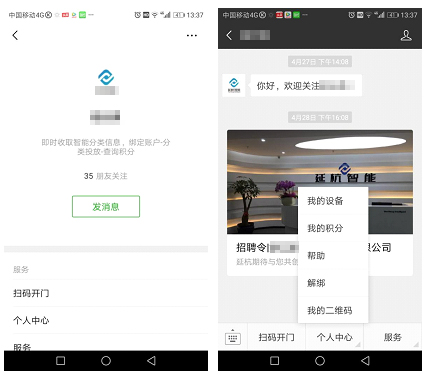 中国移动4G
13:37
即时收取智能分类信息，绑定账户-分
类投放-查询积分
35 朋友关注
发消息
服务
扫码开门
个人中心
服务
中国移动4G
13:37
4月27日 下午14:08
你好，欢迎关注
4月28日 下午16:08
延杭智能
招聘令|
限公司
延杭期待与您共创
我的设备
我的积分
帮助
解绑
我的二维码
扫码开门
个人中心
服务